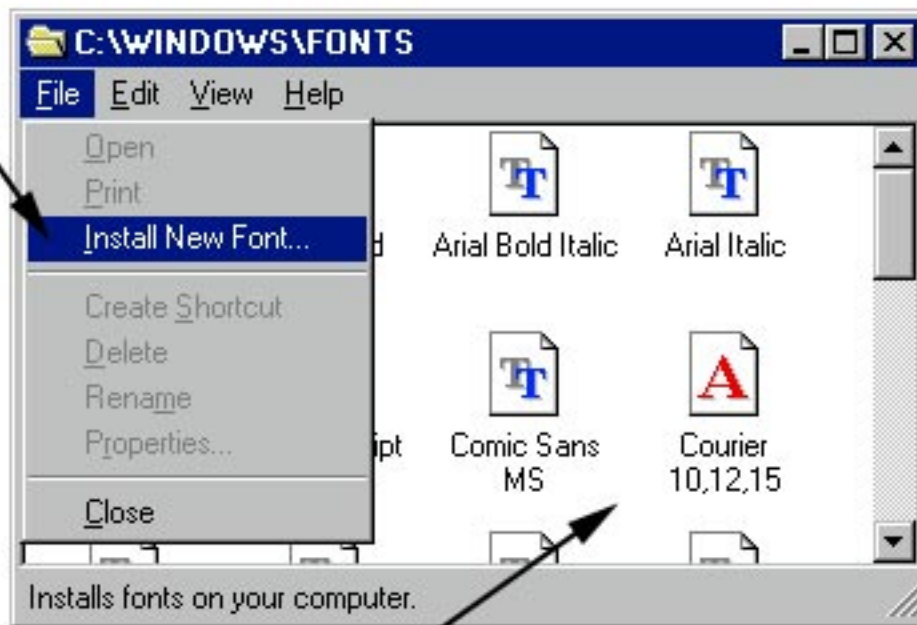 C:\WINDOWS\FONTS
File Edit View Help
Open
Print
Install New Font...
Create Shortcut
Delete
Rename
Properties...
Close
Arial Bold Italic Arial Italic
Comic Sans
MS
Courier
10,12,15
Installs fonts on your computer.